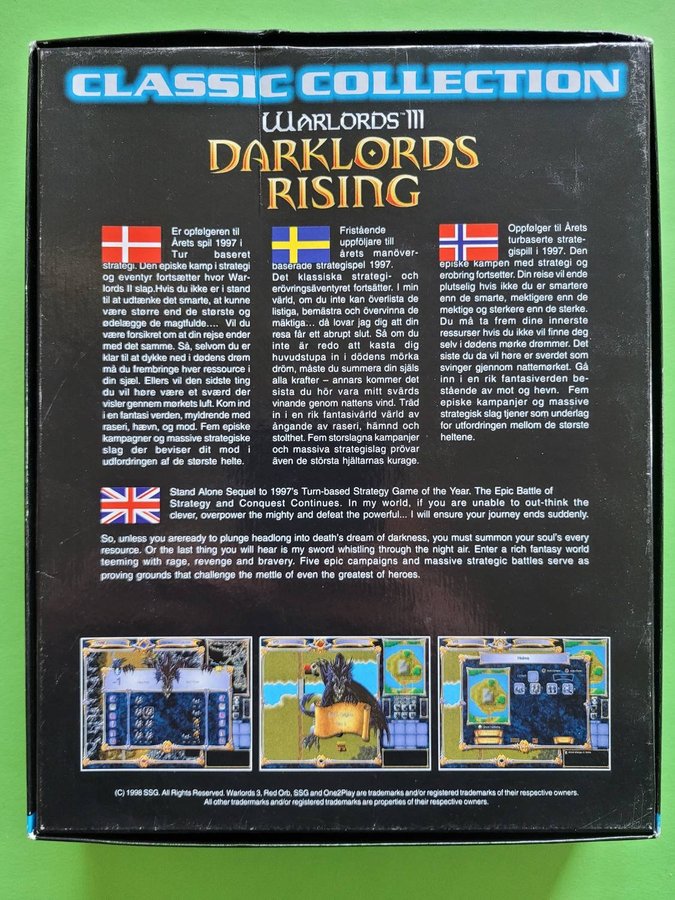 CLASSIC COLLECTION
WARLORDS III
DARKLORDS
RISING
Er opfølgeren til
Årets spil 1997 i
Tur baseret
strategi. Den episke kamp i strategi
og eventyr fortsætter hvor War-
lords II slap.Hvis du ikke er i stand
til at udtænke det smarte, at kunne
være større end de største og
ødelægge de magtfulde.... Vil du
være forsikret om at din rejse ender
med det samme. Så, selvom du er
klar til at dykke ned i dødens drøm
må du frembringe hver ressource i
din sjæl. Ellers vil den sidste ting
du vil høre være et sværd der
visler gennem mørkets luft. Kom ind
i en fantasi verden, myldrende med
raseri, hævn, og mod. Fem episke
kampagner og massive strategiske
slag der beviser dit mod i
udfordringen af de største helte.
Fristående
uppföljare till
årets manöver-
baserade strategispel 1997.
Det klassiska strategi- och
erövringsäventyret fortsätter. I min
värld, om du inte kan överlista de
listiga, bemästra och övervinna de
mäktiga... då lovar jag dig att din
resa får ett abrupt slut. Så om du
inte är redo att kasta dig
huvudstupa in i dödens mörka
dröm, måste du summera din själs
alla krafter – annars kommer det
sista du hör vara mitt svärds
vinande genom nattens vind. Träd
in i en rik fantasivärld värld av
ångande av raseri, hämnd och
stolthet. Fem storslagna kampanjer
och massiva strategislag prövar
även de största hjältarnas kurage.
Oppfølger til Årets
turbaserte strate-
gispill i 1997. Den
episke kampen med strategi og
erobring fortsetter. Din reise vil ende
plutselig hvis du ikke er smartere
enn de smarte, mektigere enn de
mektige og sterkere enn de sterke.
Du må ta frem dine innerste
ressurser hvis du ikke vil finne deg
selv i dødens mørke drømmer. Det
siste du da vil høre er sverdet som
svinger gjennom nattemørket. Gå
inn i en rik fantasiverden be-
stående av mot og hevn. Fem
episke kampanjer og massive
strategisk slag tjener som underlag
for utfordringen mellom de største
heltene.
Stand Alone Sequel to 1997's Turn-based Strategy Game of the Year. The Epic Battle of
Strategy and Conquest Continues. In my world, if you are unable to out-think the
clever, overpower the mighty and defeat the powerful... I will ensure your journey ends suddenly.
So, unless you areready to plunge headlong into death's dream of darkness, you must summon your soul's every
resource. Or the last thing you will hear is my sword whistling through the night air. Enter a rich fantasy world
teeming with rage, revenge and bravery. Five epic campaigns and massive strategic battles serve as
proving grounds that challenge the mettle of even the greatest of heroes.
(C) 1998 SSG. All Rights Reserved. Warlords 3, Red Orb, SSG and One2Play are trademarks and/or registered trademarks of their respective owners.
All other tradermarks and/or registered trademarks are properties of their respective owners.